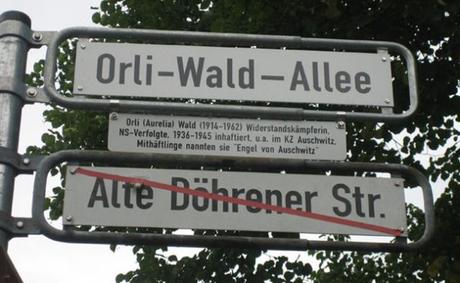 Orli-Wald-Allee
Orli (Aurelia) Wald (1914-1962) Widerstandskämpferin,
NS-Verfolgte, 1936-1945 inhaftiert, u.a. im KZ Auschwitz.
Mithäftlinge nannten sie "Engel von Auschwitz"
Alte Döhrener Str.